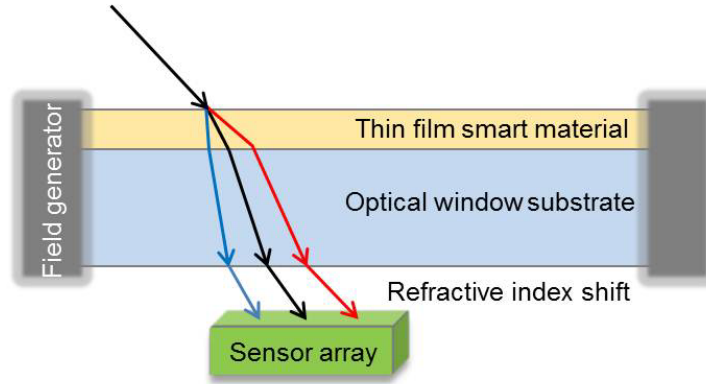 Field generator
Thin film smart material
Optical window substrate
Refractive index shift
Sensor array